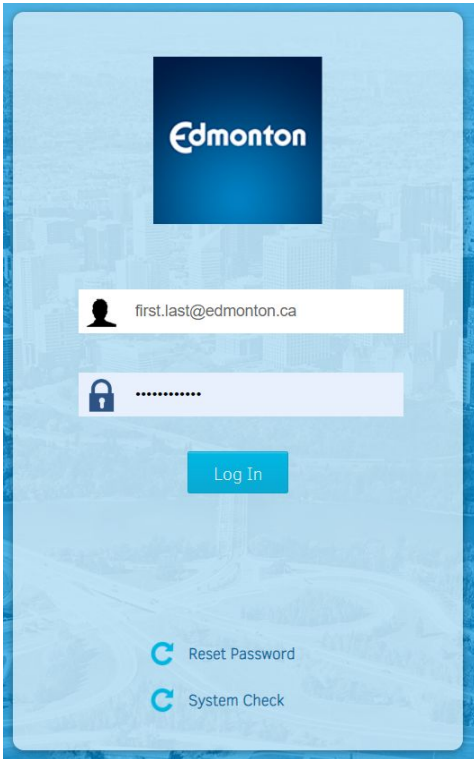 Edmonton
first.last@edmonton.ca
••••••••••••
Log In
Reset Password
System Check